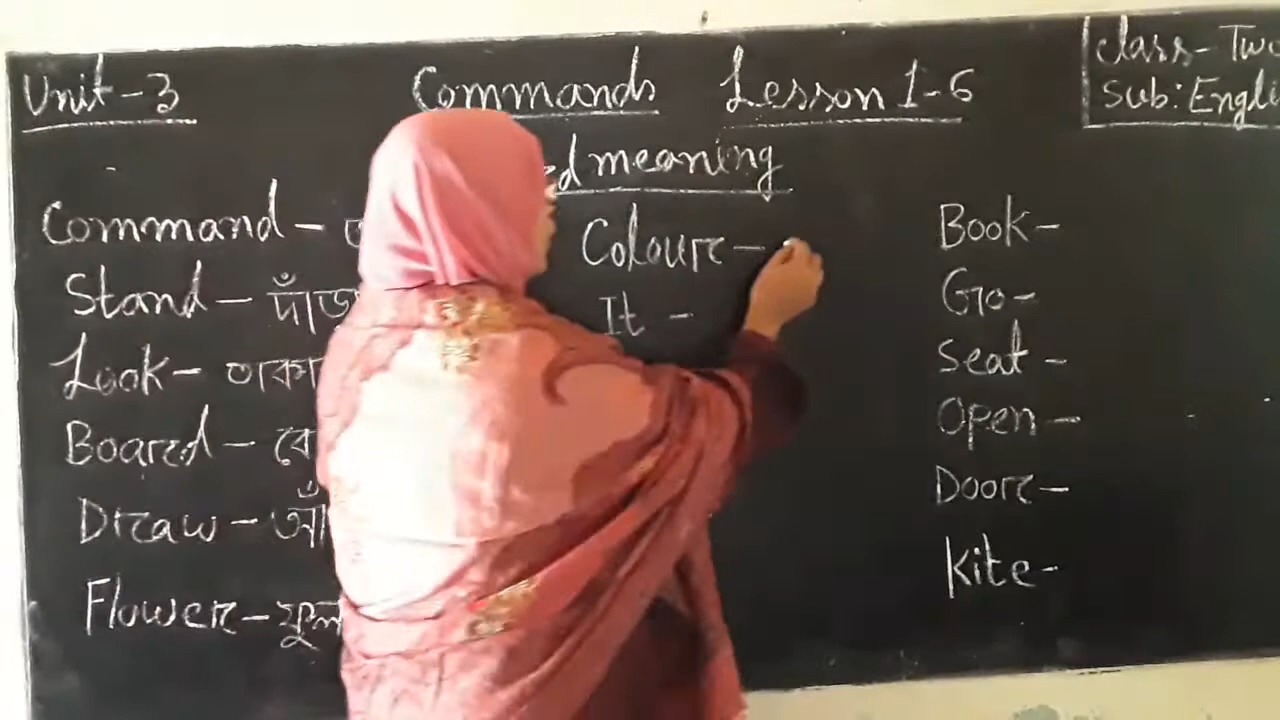 Unit-3 Commands Lesson 1-6
Class- Two
Sub: Engli
meaning
Command -
Stand - দাঁড়া
Look - তাকা
Board -
Draw -
Flower - ফুল
Colour -
It -
Book -
Go -
Seat -
Open -
Door -
Kite -